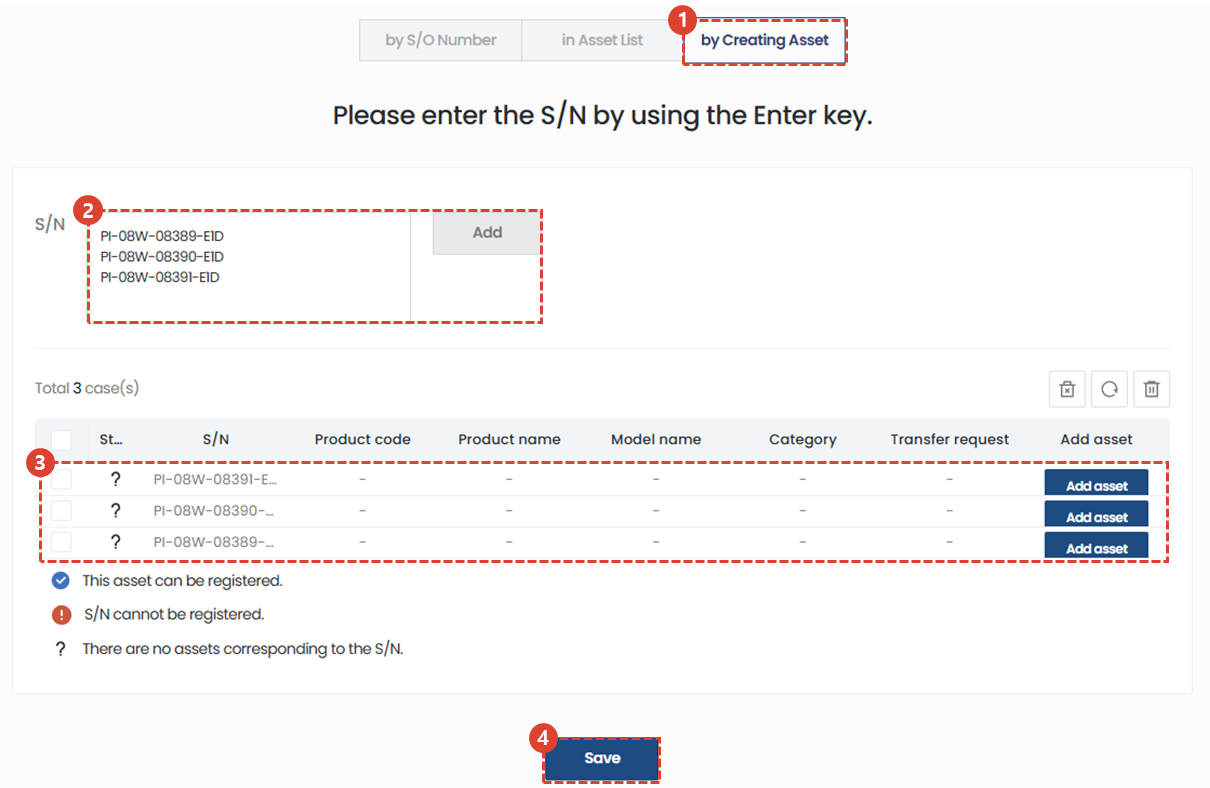 by S/O Number in Asset List 1 by Creating Asset
Please enter the S/N by using the Enter key.
S/N 2
PI-08W-08389-E1D Add
PI-08W-08390-E1D
PI-08W-08391-E1D
Total 3 case(s)
St... S/N Product code Product name Model name Category Transfer request Add asset
3
? PI-08W-08391-E... - - - - - Add asset
? PI-08W-08390-... - - - - - Add asset
? PI-08W-08389-... - - - - - Add asset
This asset can be registered.
! S/N cannot be registered.
? There are no assets corresponding to the S/N.
4
Save